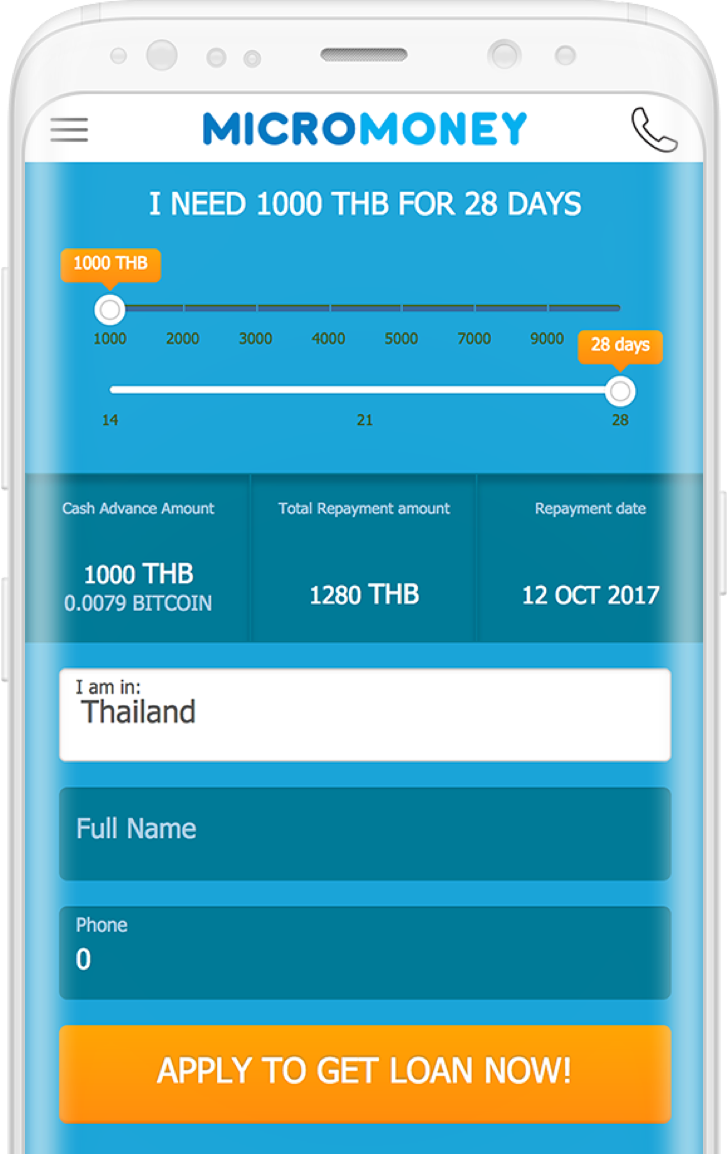 MICROMONEY
I NEED 1000 THB FOR 28 DAYS
1000 THB
1000 2000 3000 4000 5000 7000 9000
28 days
14 21 28
Cash Advance Amount Total Repayment amount Repayment date
1000 THB
0.0079 BITCOIN
1280 THB 12 OCT 2017
I am in:
Thailand
Full Name
Phone
0
APPLY TO GET LOAN NOW!